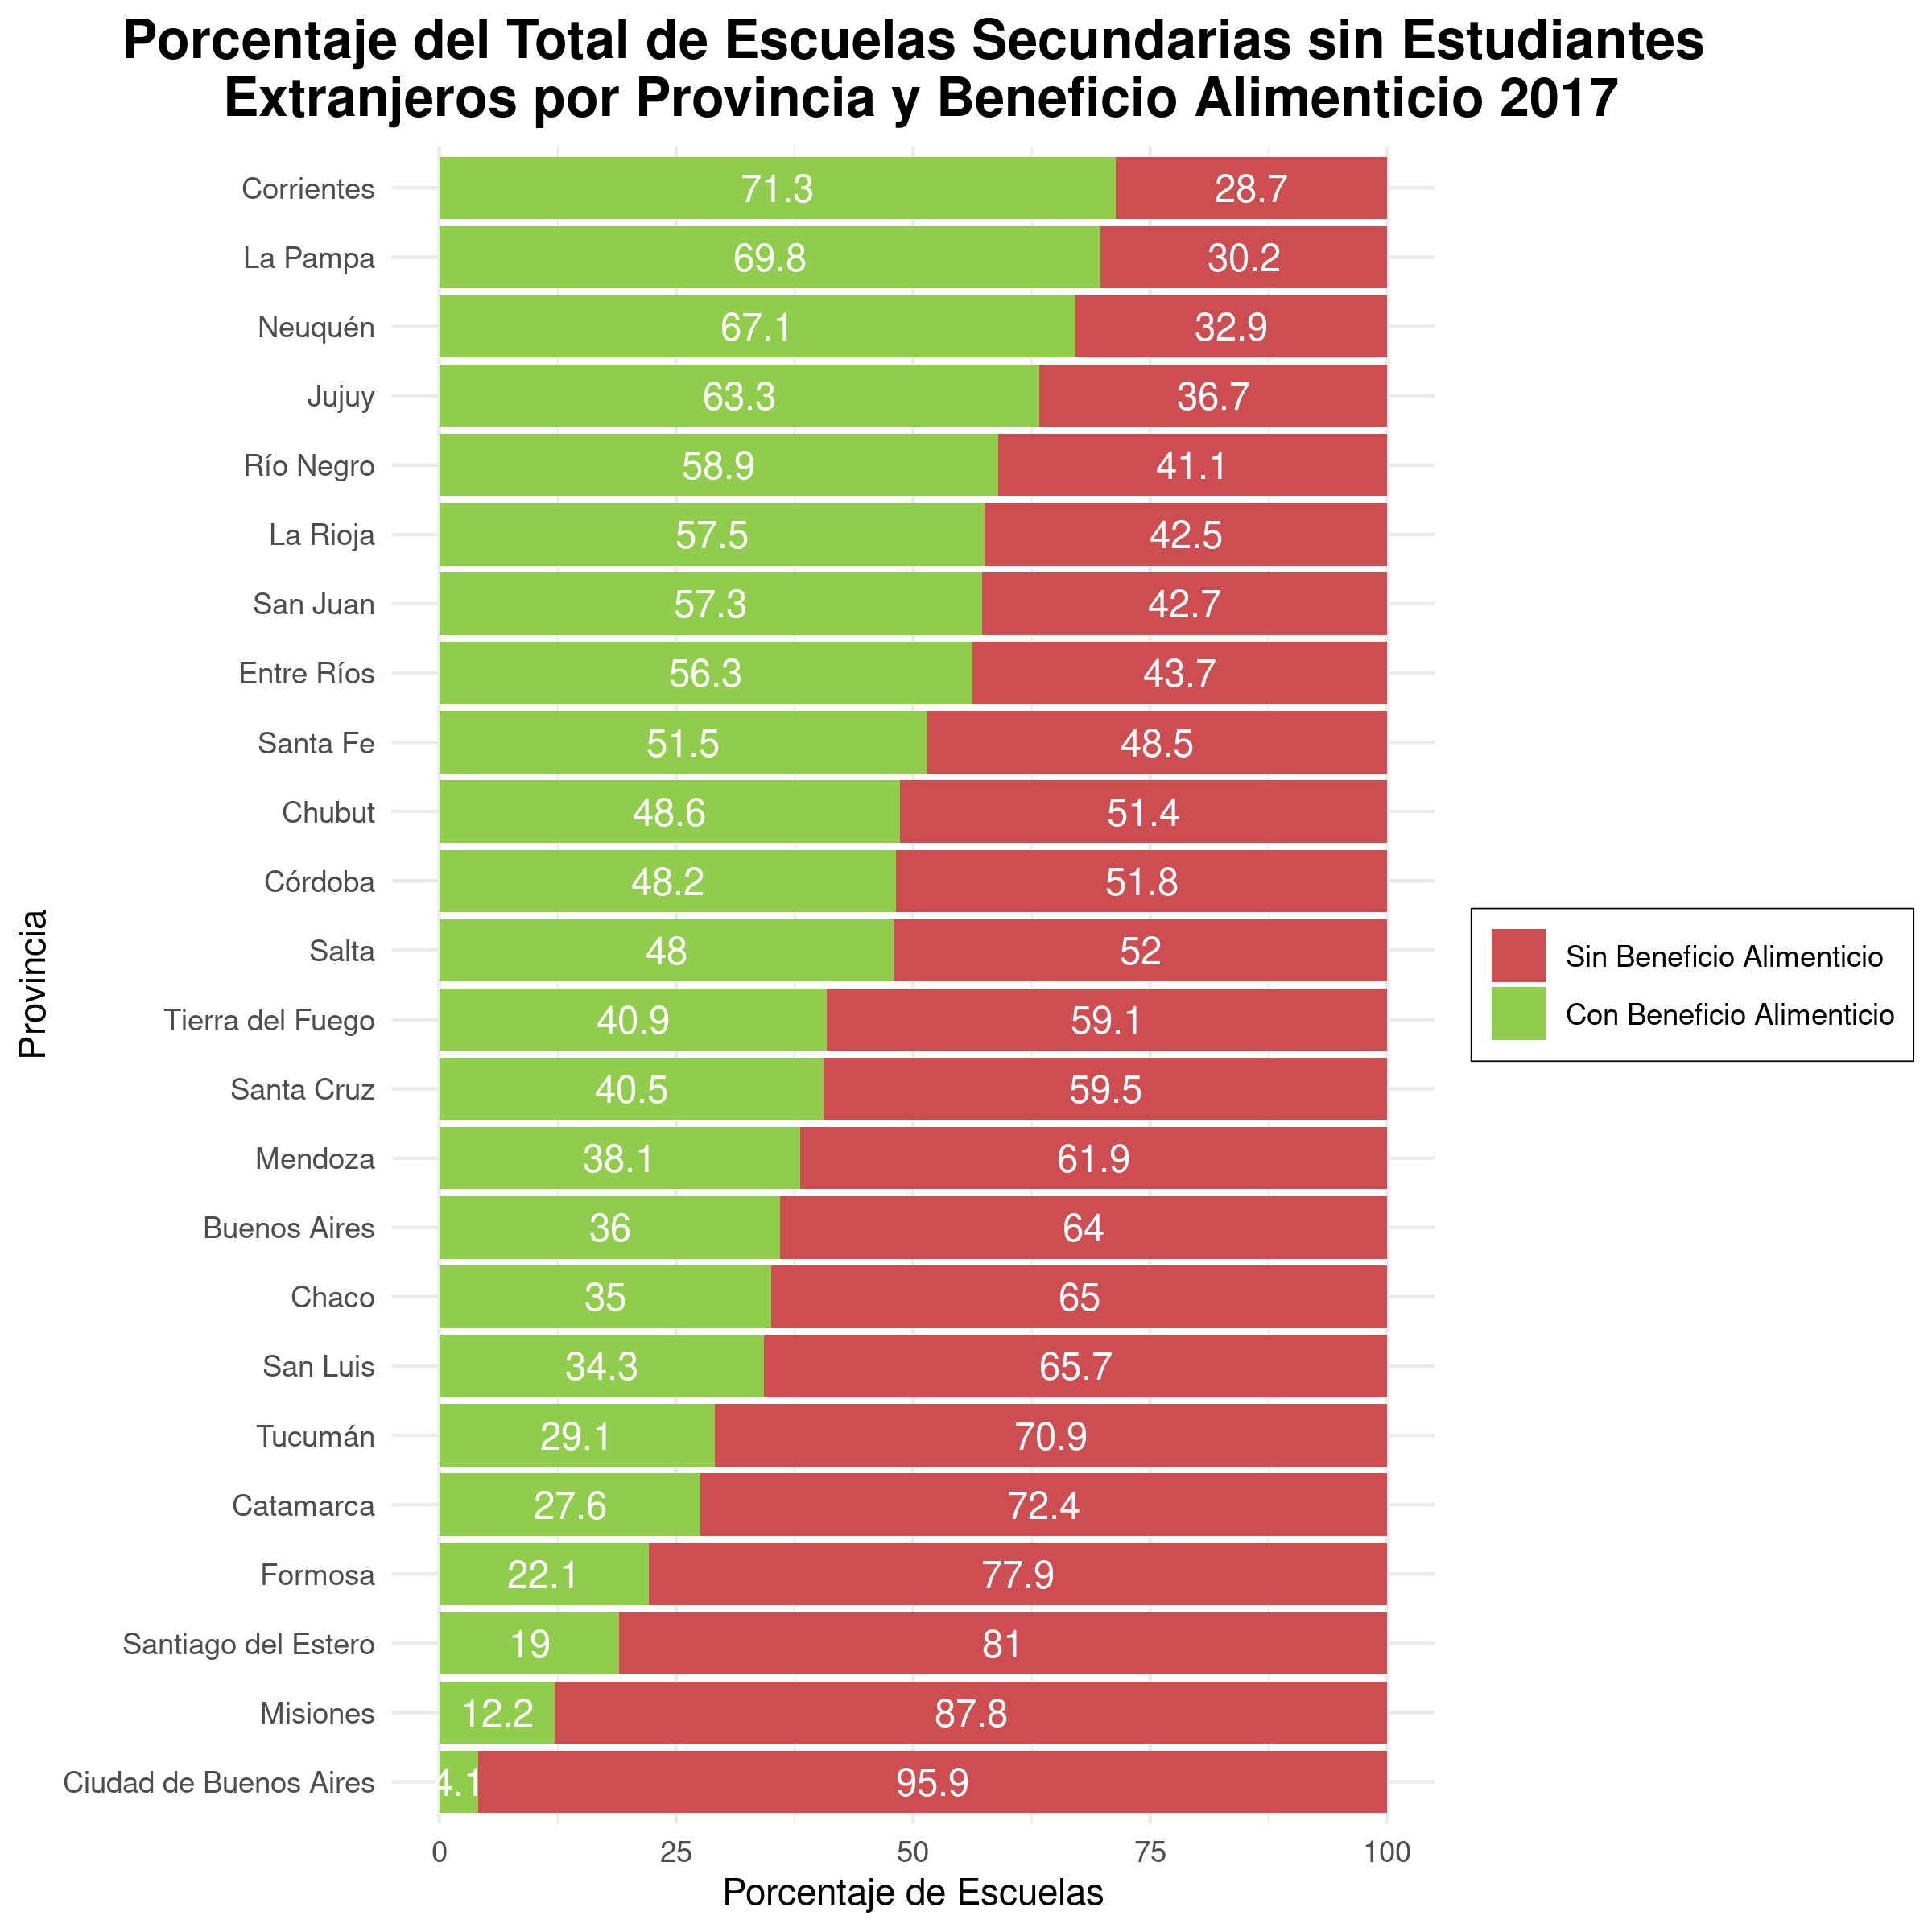 Porcentaje del Total de Escuelas Secundarias sin Estudiantes
Extranjeros por Provincia y Beneficio Alimenticio 2017
Corrientes 71.3 28.7
La Pampa 69.8 30.2
Neuquén 67.1 32.9
Jujuy 63.3 36.7
Río Negro 58.9 41.1
La Rioja 57.5 42.5
San Juan 57.3 42.7
Entre Ríos 56.3 43.7
Santa Fe 51.5 48.5
Chubut 48.6 51.4
Córdoba 48.2 51.8
Salta 48 52
Tierra del Fuego 40.9 59.1
Santa Cruz 40.5 59.5
Mendoza 38.1 61.9
Buenos Aires 36 64
Chaco 35 65
San Luis 34.3 65.7
Tucumán 29.1 70.9
Catamarca 27.6 72.4
Formosa 22.1 77.9
Santiago del Estero 19 81
Misiones 12.2 87.8
Ciudad de Buenos Aires 4.1 95.9
0 25 50 75 100
Porcentaje de Escuelas
Provincia
Sin Beneficio Alimenticio
Con Beneficio Alimenticio